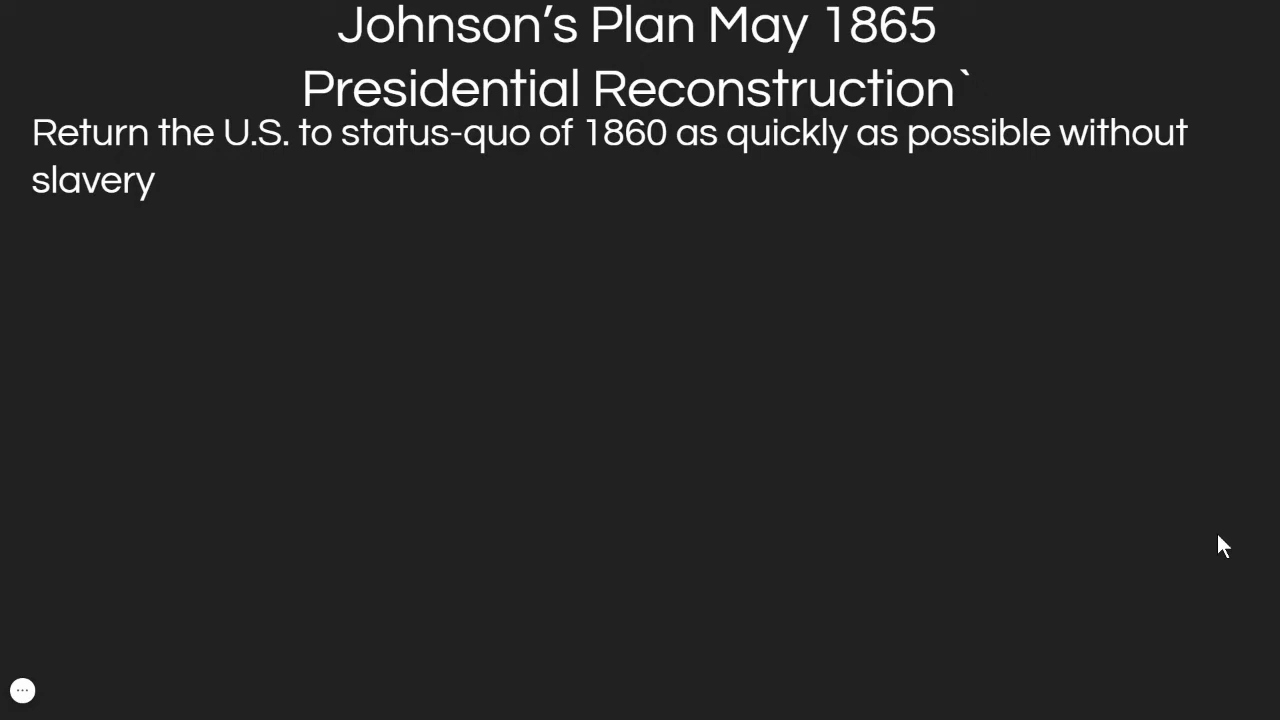 Johnson’s Plan May 1865
Presidential Reconstruction`
Return the U.S. to status-quo of 1860 as quickly as possible without
slavery